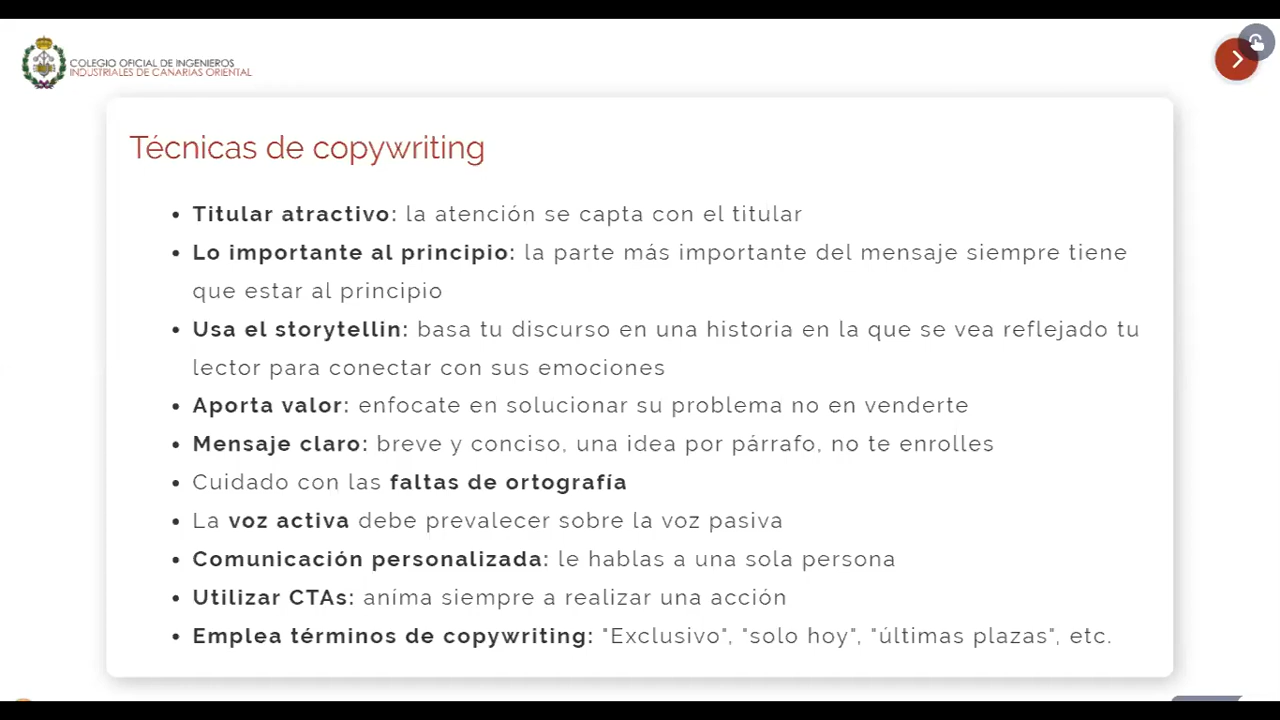 COLEGIO OFICIAL DE INGENIEROS
INDUSTRIALES DE CANARIAS ORIENTAL
Técnicas de copywriting
• Titular atractivo: la atención se capta con el titular
• Lo importante al principio: la parte más importante del mensaje siempre tiene
que estar al principio
• Usa el storytellin: basa tu discurso en una historia en la que se vea reflejado tu
lector para conectar con sus emociones
• Aporta valor: enfocate en solucionar su problema no en venderte
• Mensaje claro: breve y conciso, una idea por párrafo, no te enrolles
• Cuidado con las faltas de ortografía
• La voz activa debe prevalecer sobre la voz pasiva
• Comunicación personalizada: le hablas a una sola persona
• Utilizar CTAs: aníma siempre a realizar una acción
• Emplea términos de copywriting: "Exclusivo", "solo hoy", "últimas plazas", etc.